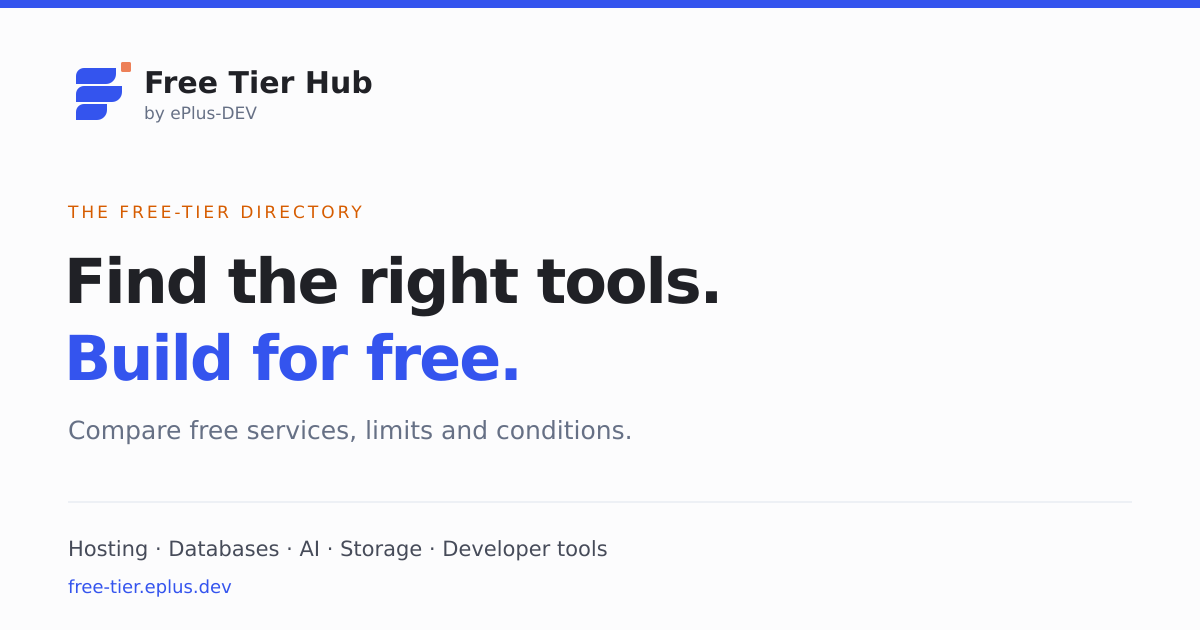 Free Tier Hub
by ePlus-DEV
THE FREE-TIER DIRECTORY
Find the right tools.
Build for free.
Compare free services, limits and conditions.
Hosting · Databases · AI · Storage · Developer tools
free-tier.eplus.dev